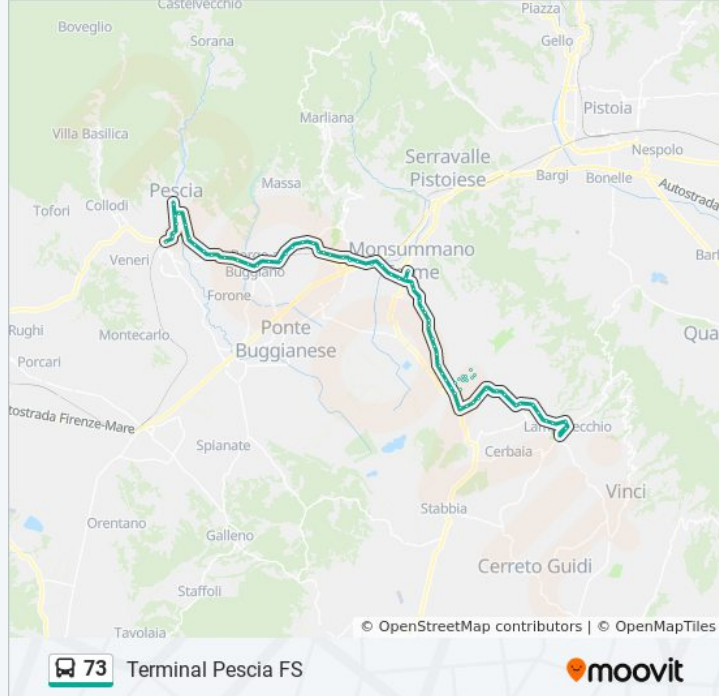 Castelvecchio
Piazza
Boveglio
Sorana
Gello
Marliana
Pistoia
Villa Basilica
Serravalle
Pistoiese
Nespolo
Bargi
Bonelle
Pescia
Massa
Autostrada
Tofori
Collodi
Veneri
Buggiano
Monsummano
Forone
Rughi
Montecarlo
Ponte
Buggianese
Qua
Porcari
Autostrada Firenze-Mare
Spianate
Cerbaia
Vinci
Stabbia
Orentano
Galleno
Cerreto Guidi
Staffoli
Tavolaia
© OpenStreetMap contributors | © OpenMapTiles
73 Terminal Pescia FS
moovit